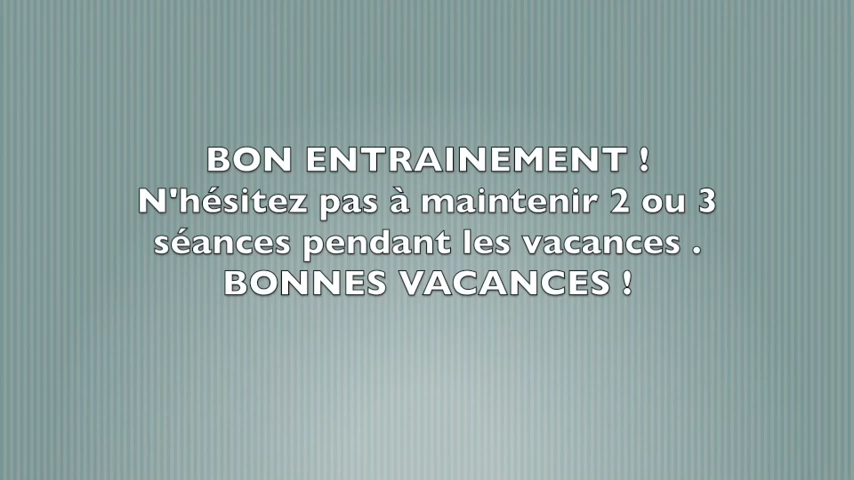 BON ENTRAINEMENT !
N'hésitez pas à maintenir 2 ou 3
séances pendant les vacances .
BONNES VACANCES !